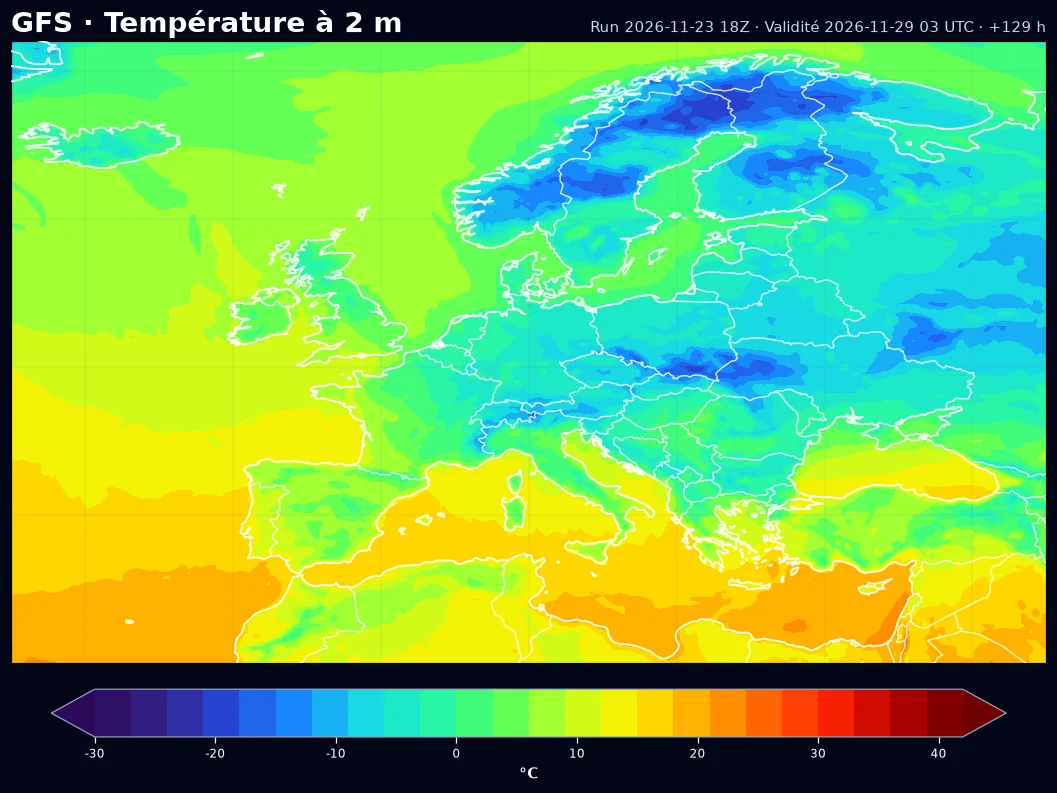 GFS · Température à 2 m
Run 2026-11-23 18Z · Validité 2026-11-29 03 UTC · +129 h
-30 -20 -10 0 10 20 30 40
°C